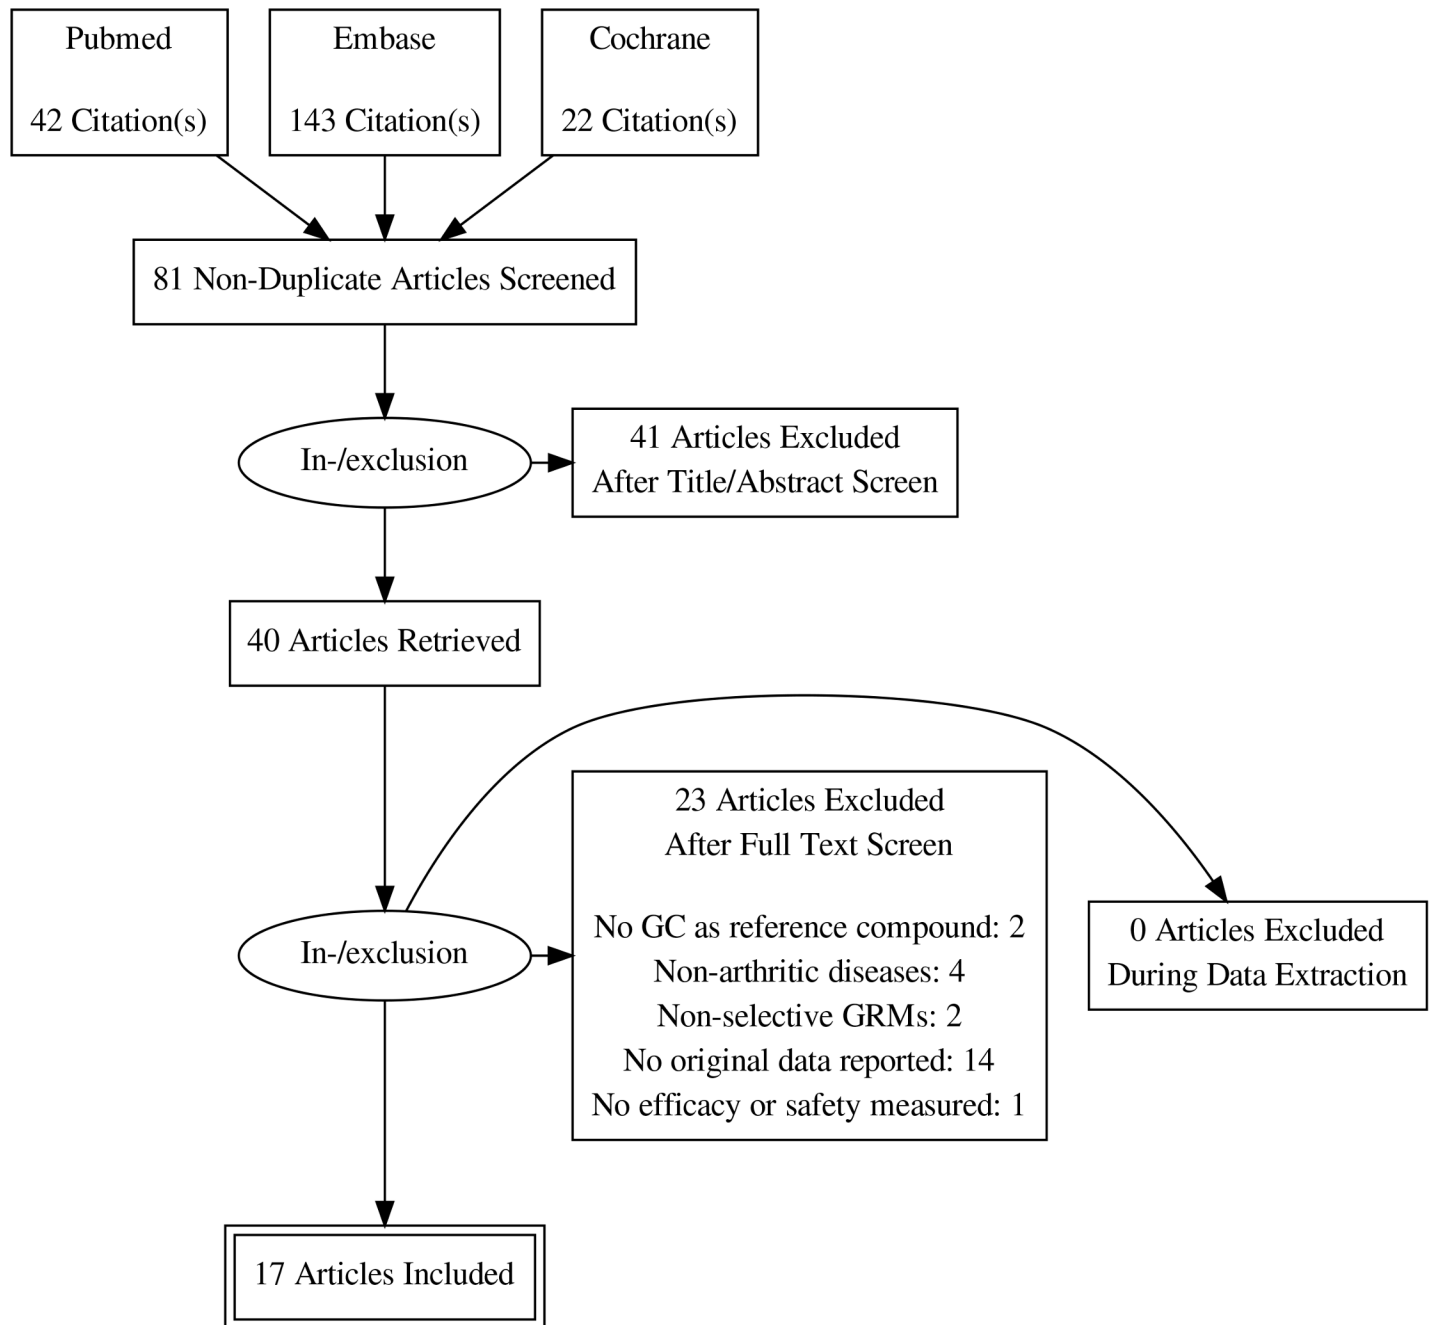 Pubmed
42 Citation(s)
Embase
143 Citation(s)
Cochrane
22 Citation(s)
81 Non-Duplicate Articles Screened
In-/exclusion
41 Articles Excluded
After Title/Abstract Screen
40 Articles Retrieved
In-/exclusion
23 Articles Excluded
After Full Text Screen
No GC as reference compound: 2
Non-arthritic diseases: 4
Non-selective GRMs: 2
No original data reported: 14
No efficacy or safety measured: 1
0 Articles Excluded
During Data Extraction
17 Articles Included